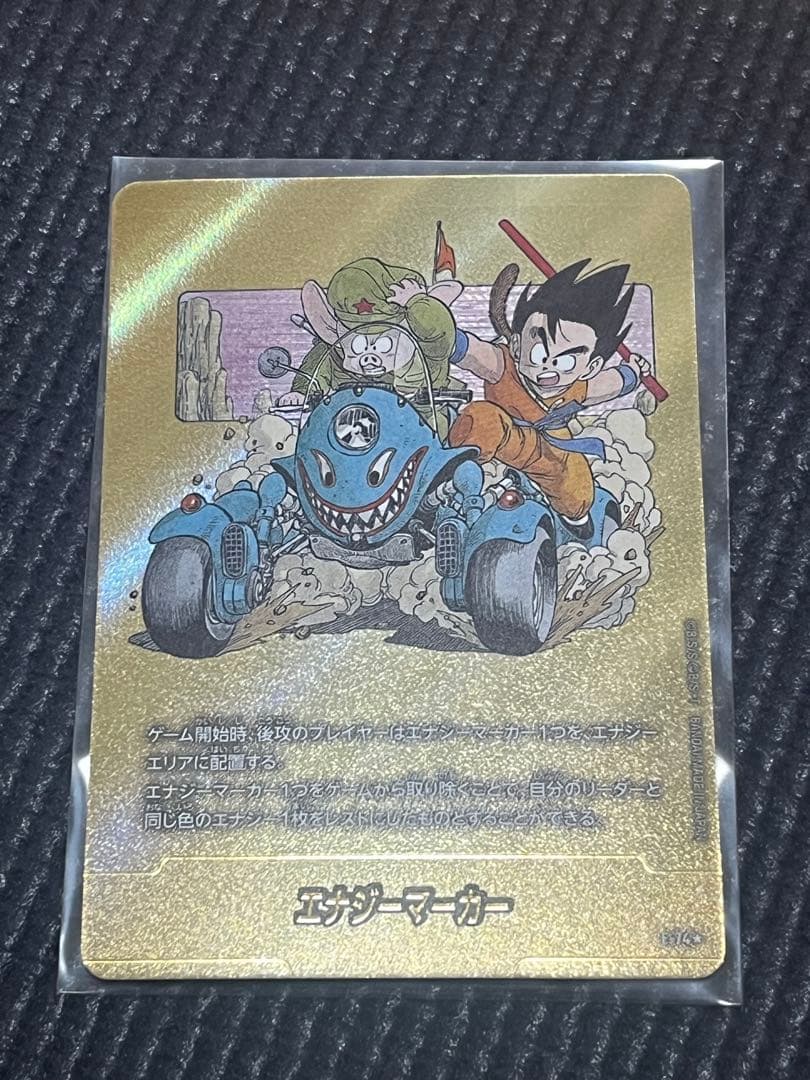 ゲーム開始時、後攻のプレイヤーはエナジーマーカー1つを、エナジー
エリアに配置する。
エナジーマーカー1つをゲームから取り除くことで、自分のリーダーと
同じ色のエナジー1枚をレストにしたものとすることができる。
エナジーマーカー
BANDAI MADE IN JAPAN